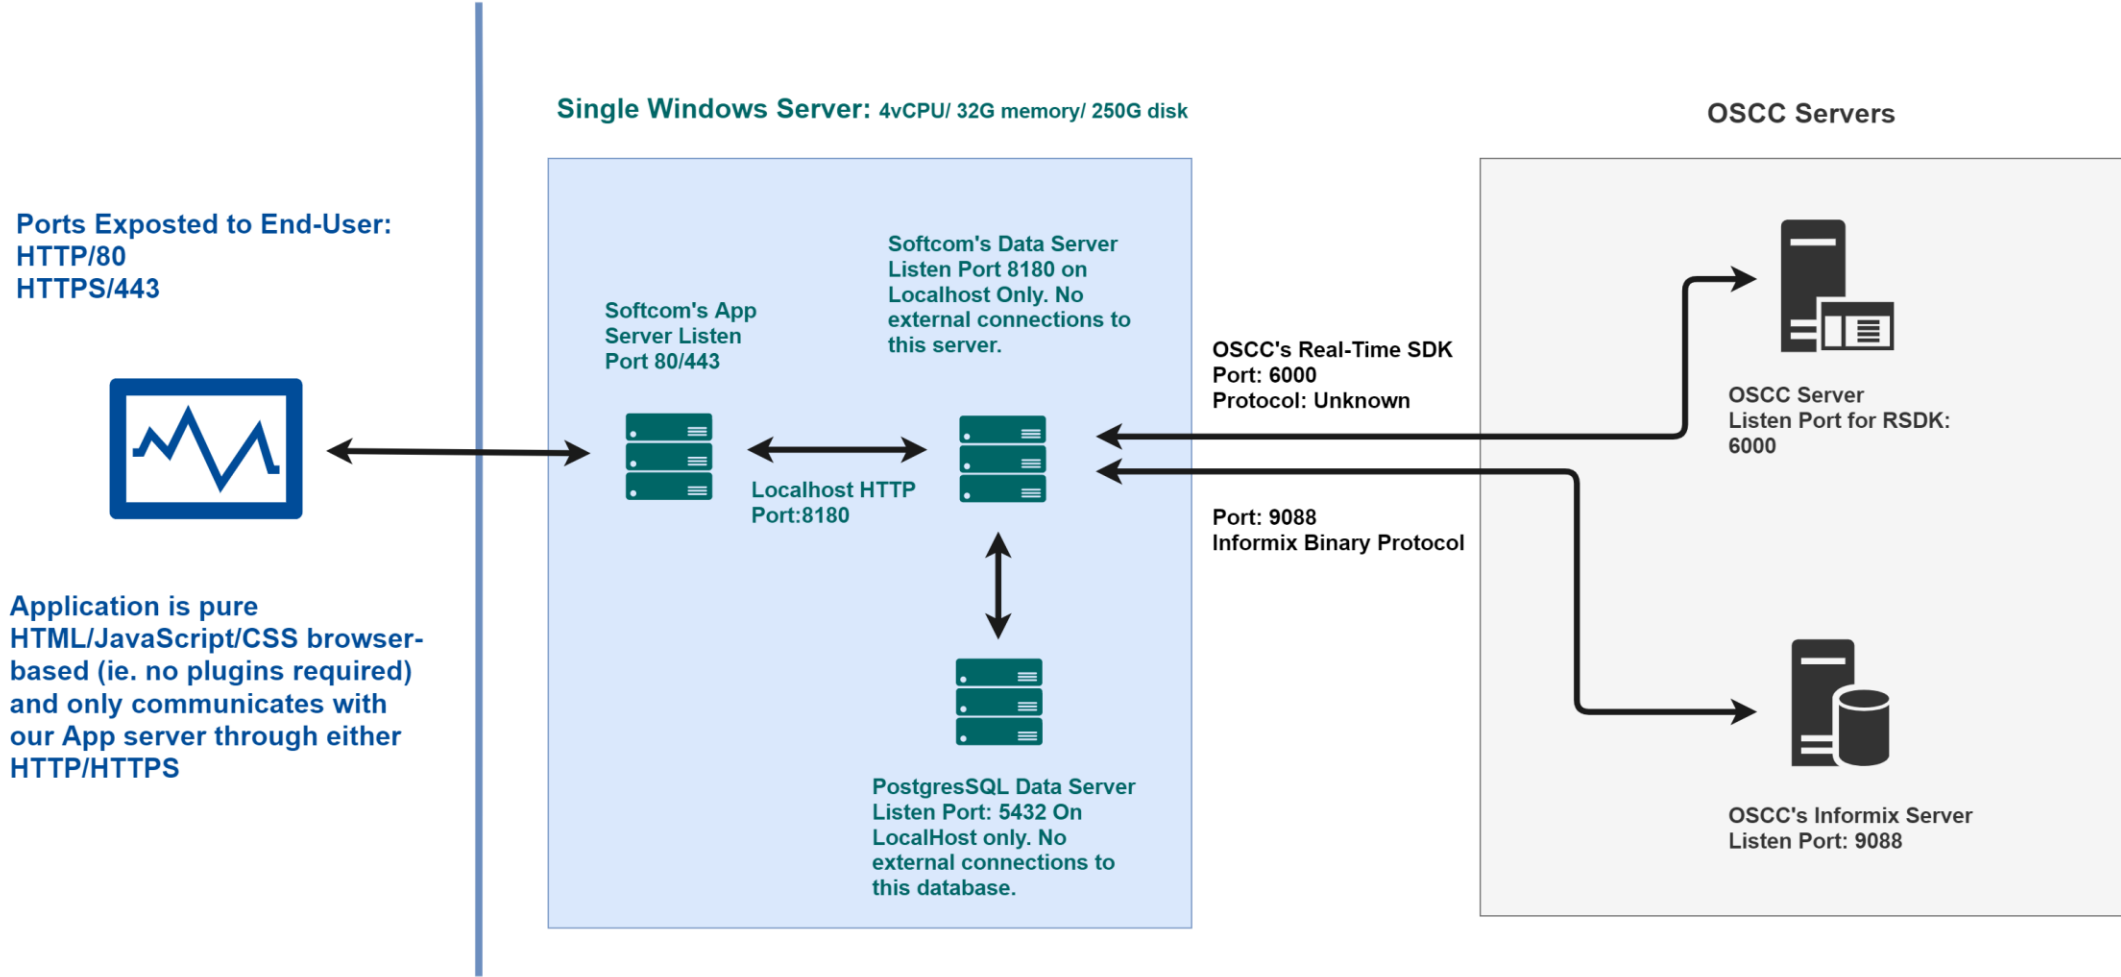 Single Windows Server: 4vCPU/ 32G memory/ 250G disk
OSCC Servers
Ports Exposted to End-User:
HTTP/80
HTTPS/443
Softcom's App
Server Listen
Port 80/443
Softcom's Data Server
Listen Port 8180 on
Localhost Only. No
external connections to
this server.
Localhost HTTP
Port:8180
OSCC's Real-Time SDK
Port: 6000
Protocol: Unknown
Port: 9088
Informix Binary Protocol
OSCC Server
Listen Port for RSDK:
6000
Application is pure
HTML/JavaScript/CSS browser-
based (ie. no plugins required)
and only communicates with
our App server through either
HTTP/HTTPS
PostgresSQL Data Server
Listen Port: 5432 On
LocalHost only. No
external connections to
this database.
OSCC's Informix Server
Listen Port: 9088